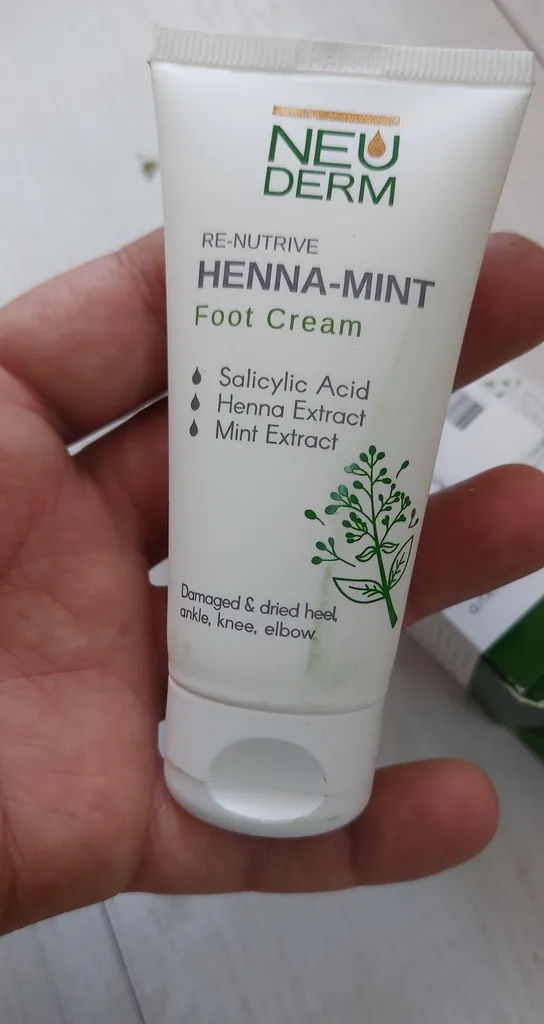 NEU
DERM
RE-NUTRIVE
HENNA-MINT
Foot Cream
Salicylic Acid
Henna Extract
Mint Extract
Damaged & dried heel,
ankle, knee, elbow